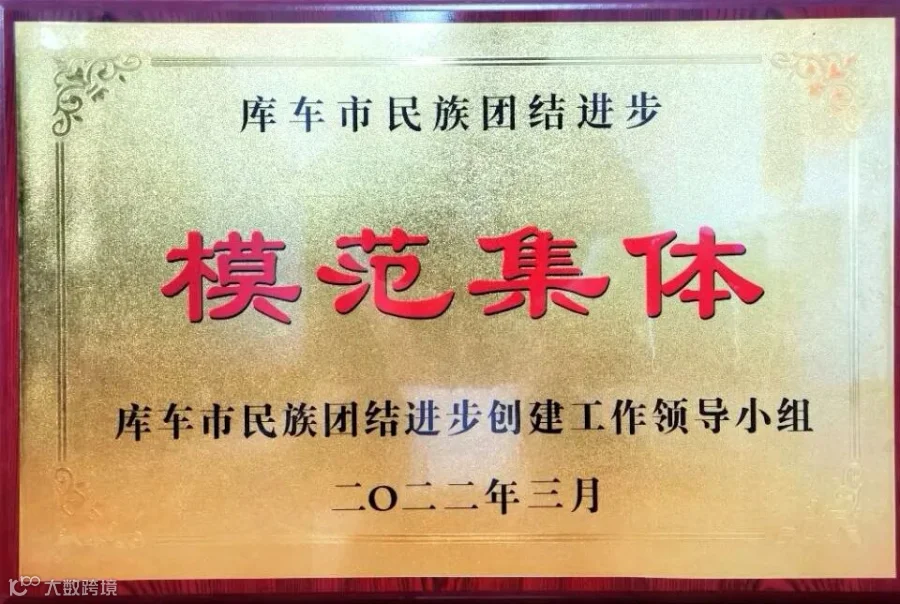 库车市民族团结进步
模范集体
库车市民族团结进步创建工作领导小组
二〇二二年三月
大数跨境